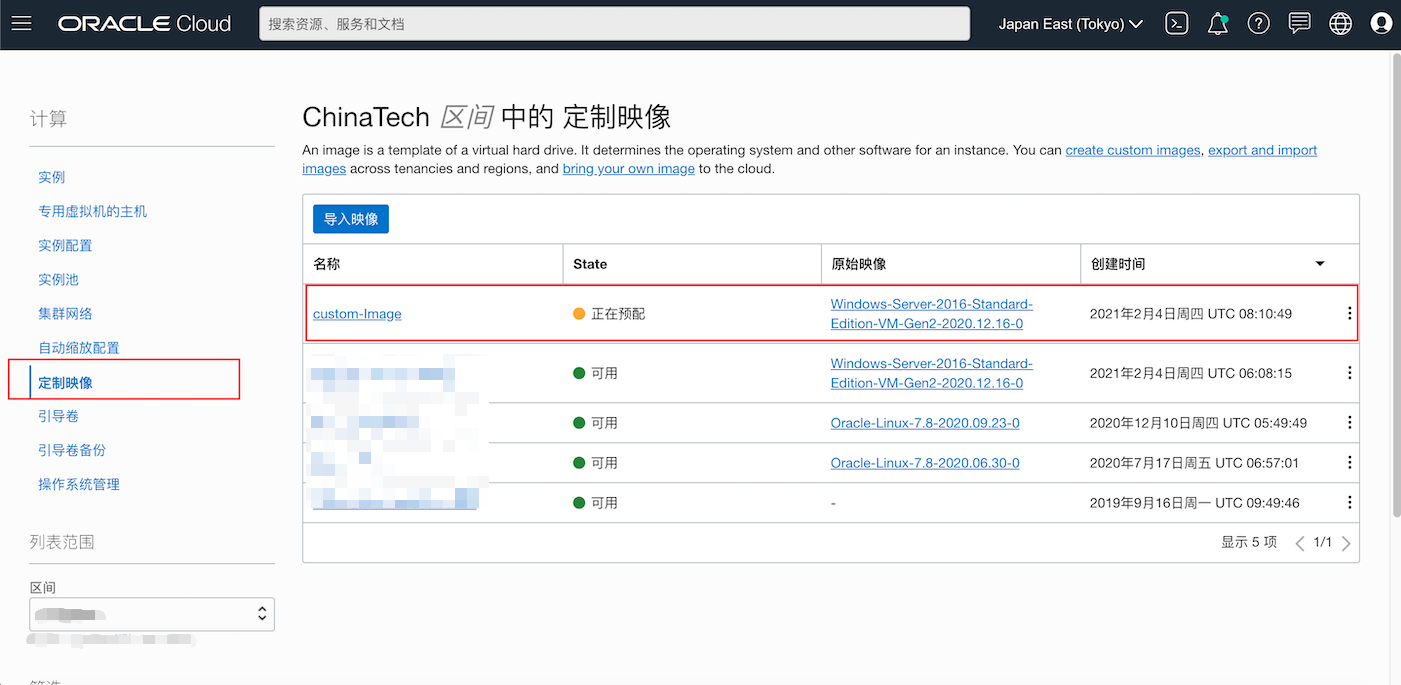 ORACLE Cloud
搜索资源、服务和文档
Japan East (Tokyo)
计算
实例
专用虚拟机的主机
实例配置
实例池
集群网络
自动缩放配置
定制映像
引导卷
引导卷备份
操作系统管理
列表范围
区间
ChinaTech 区间 中的 定制映像
An image is a template of a virtual hard drive. It determines the operating system and other software for an instance. You can create custom images, export and import
images across tenancies and regions, and bring your own image to the cloud.
导入映像
名称 State 原始映像 创建时间
custom-Image 正在预配 Windows-Server-2016-Standard-
Edition-VM-Gen2-2020.12.16-0 2021年2月4日周四 UTC 08:10:49
可用 Windows-Server-2016-Standard-
Edition-VM-Gen2-2020.12.16-0 2021年2月4日周四 UTC 06:08:15
可用 Oracle-Linux-7.8-2020.09.23-0 2020年12月10日周四 UTC 05:49:49
可用 Oracle-Linux-7.8-2020.06.30-0 2020年7月17日周五 UTC 06:57:01
可用 - 2019年9月16日周一 UTC 09:49:46
显示 5 项 1/1